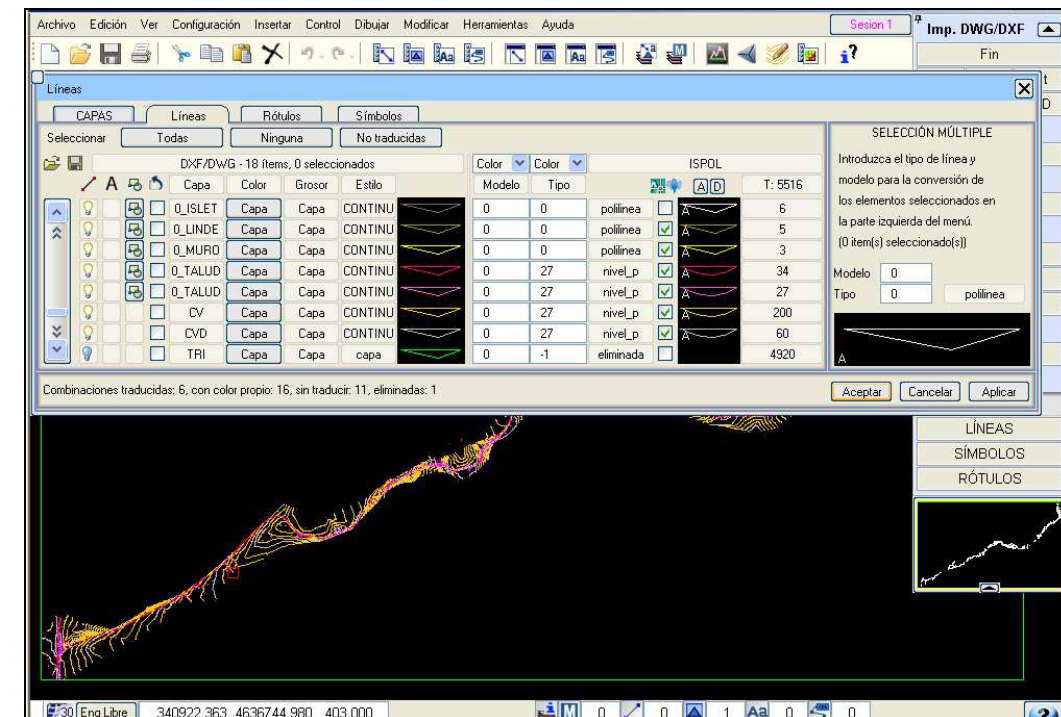 Archivo Edición Ver Configuración Insertar Control Dibujar Modificar Herramientas Ayuda Sesion 1 Imp. DWG/DXF
Fin
Líneas
CAPAS Líneas Rótulos Símbolos
Seleccionar Todas Ninguna No traducidas
DXF/DWG - 18 ítems, 0 seleccionados Color Color ISPOL
A Capa Color Grosor Estilo Modelo Tipo A D T: 5516
0_ISLET Capa Capa CONTINU 0 0 polilinea A 6
0_LINDE Capa Capa CONTINU 0 0 polilinea A 5
0_MURO Capa Capa CONTINU 0 0 polilinea A 3
0_TALUD Capa Capa CONTINU 0 27 nivel_p A 34
0_TALUD Capa Capa CONTINU 0 27 nivel_p A 27
CV Capa Capa CONTINU 0 27 nivel_p A 200
CVD Capa Capa CONTINU 0 27 nivel_p A 60
TRI Capa Capa capa 0 -1 eliminada 4920
SELECCIÓN MÚLTIPLE
Introduzca el tipo de línea y
modelo para la conversión de
los elementos seleccionados en
la parte izquierda del menú.
(0 item(s) seleccionado(s))
Modelo 0
Tipo 0 polilinea
A
Combinaciones traducidas: 6, con color propio: 16, sin traducir: 11, eliminadas: 1 Aceptar Cancelar Aplicar
LÍNEAS
SÍMBOLOS
RÓTULOS
30 Eng Libre 340922.363 4636744.980 403.000 M 0 0 1 Aa 0 0